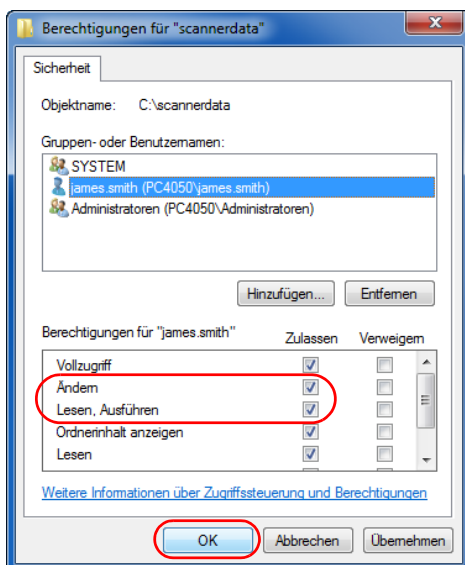 Berechtigungen für "scannerdata"
Sicherheit
Objektname: C:\scannerdata
Gruppen- oder Benutzernamen:
SYSTEM
james.smith (PC4050\james.smith)
Administratoren (PC4050\Administratoren)
Hinzufügen... Entfernen
Berechtigungen für "james.smith" Zulassen Verweigern
Vollzugriff
Ändern
Lesen, Ausführen
Ordnerinhalt anzeigen
Lesen
Weitere Informationen über Zugriffssteuerung und Berechtigungen
OK Abbrechen Übernehmen